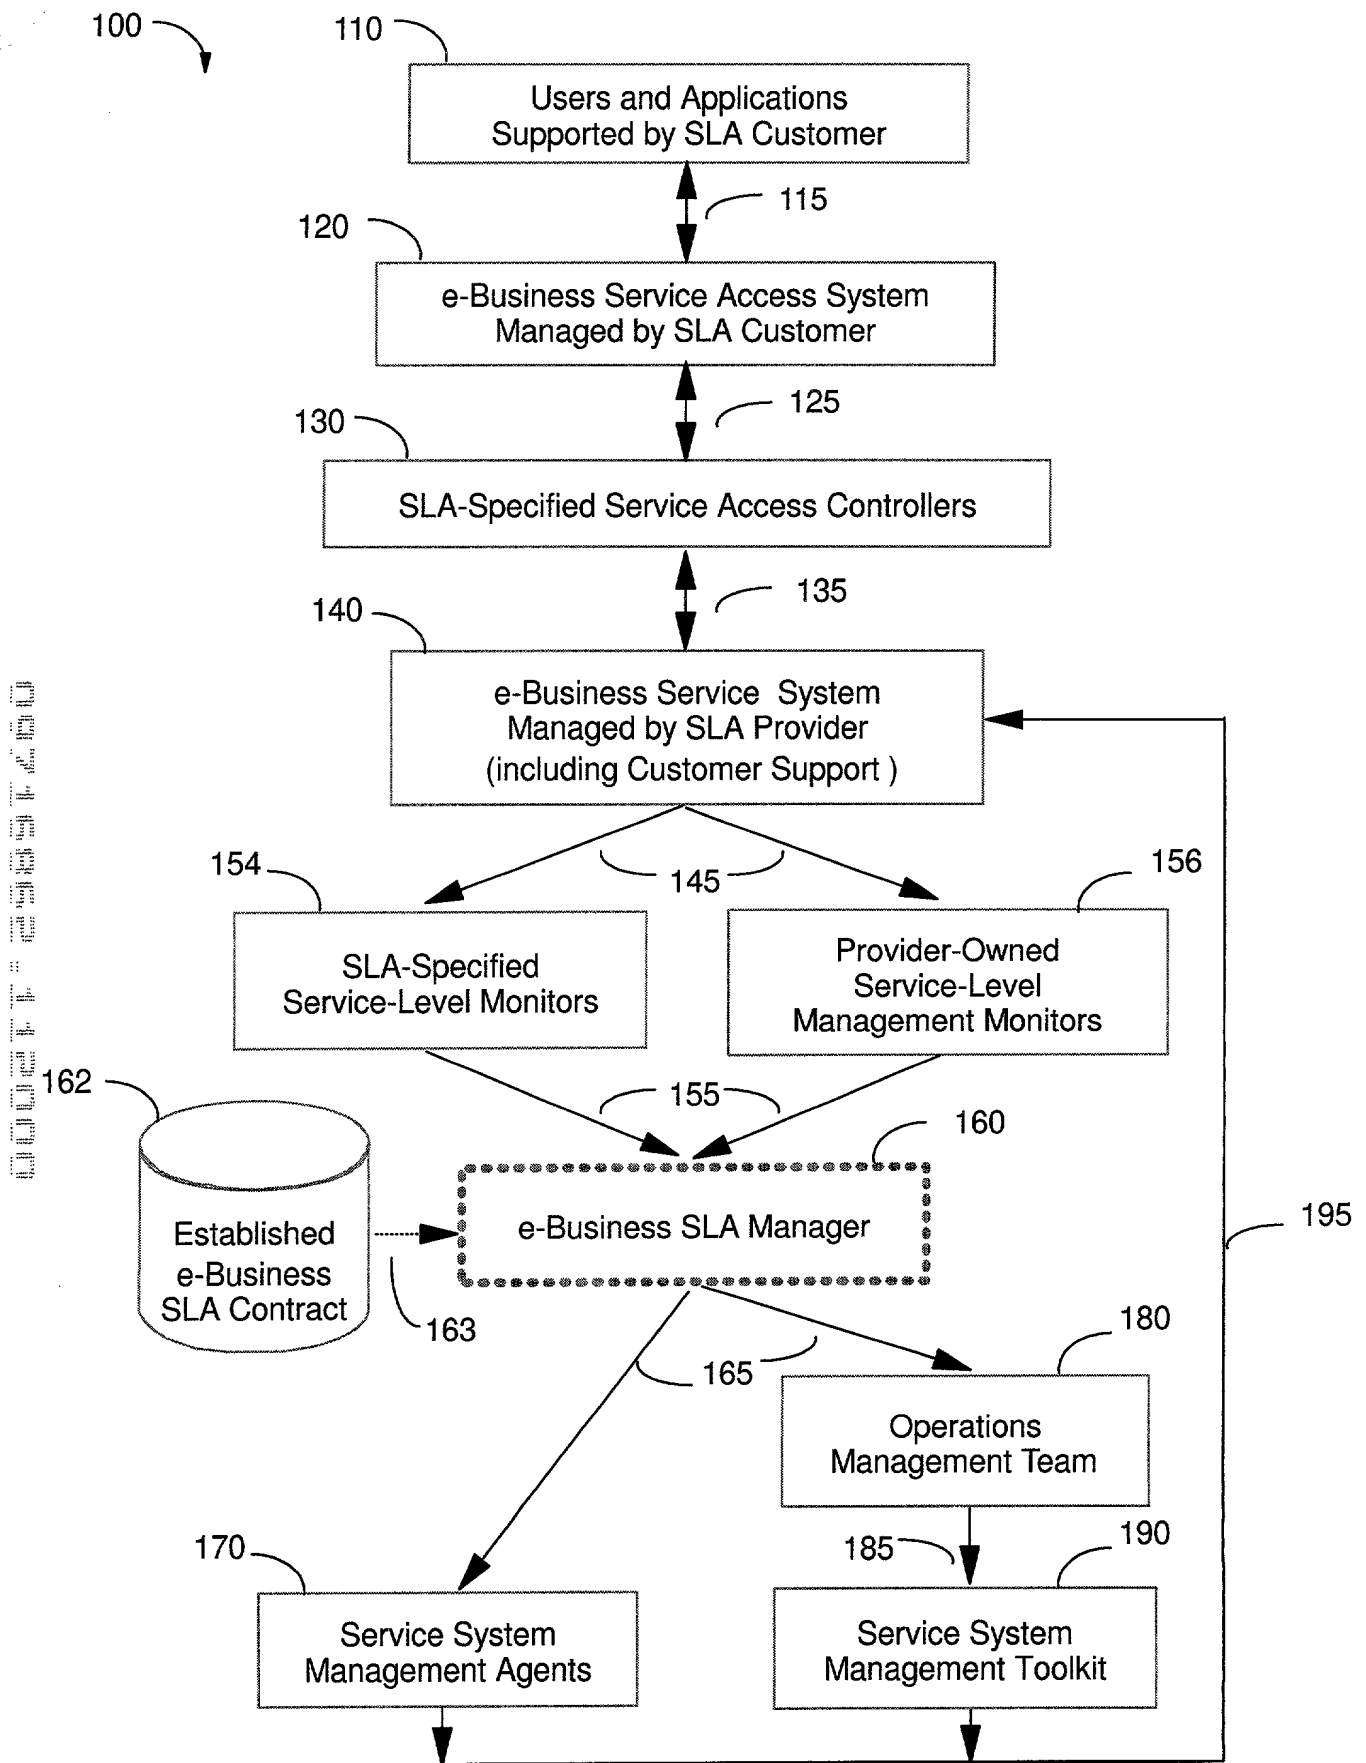 100
110
Users and Applications
Supported by SLA Customer
115
120
e-Business Service Access System
Managed by SLA Customer
125
130
SLA-Specified Service Access Controllers
135
140
e-Business Service System
Managed by SLA Provider
(including Customer Support )
145
154
156
SLA-Specified
Service-Level Monitors
Provider-Owned
Service-Level
Management Monitors
155
162
160
Established
e-Business
SLA Contract
163
e-Business SLA Manager
195
165
180
Operations
Management Team
185
170
190
Service System
Management Agents
Service System
Management Toolkit